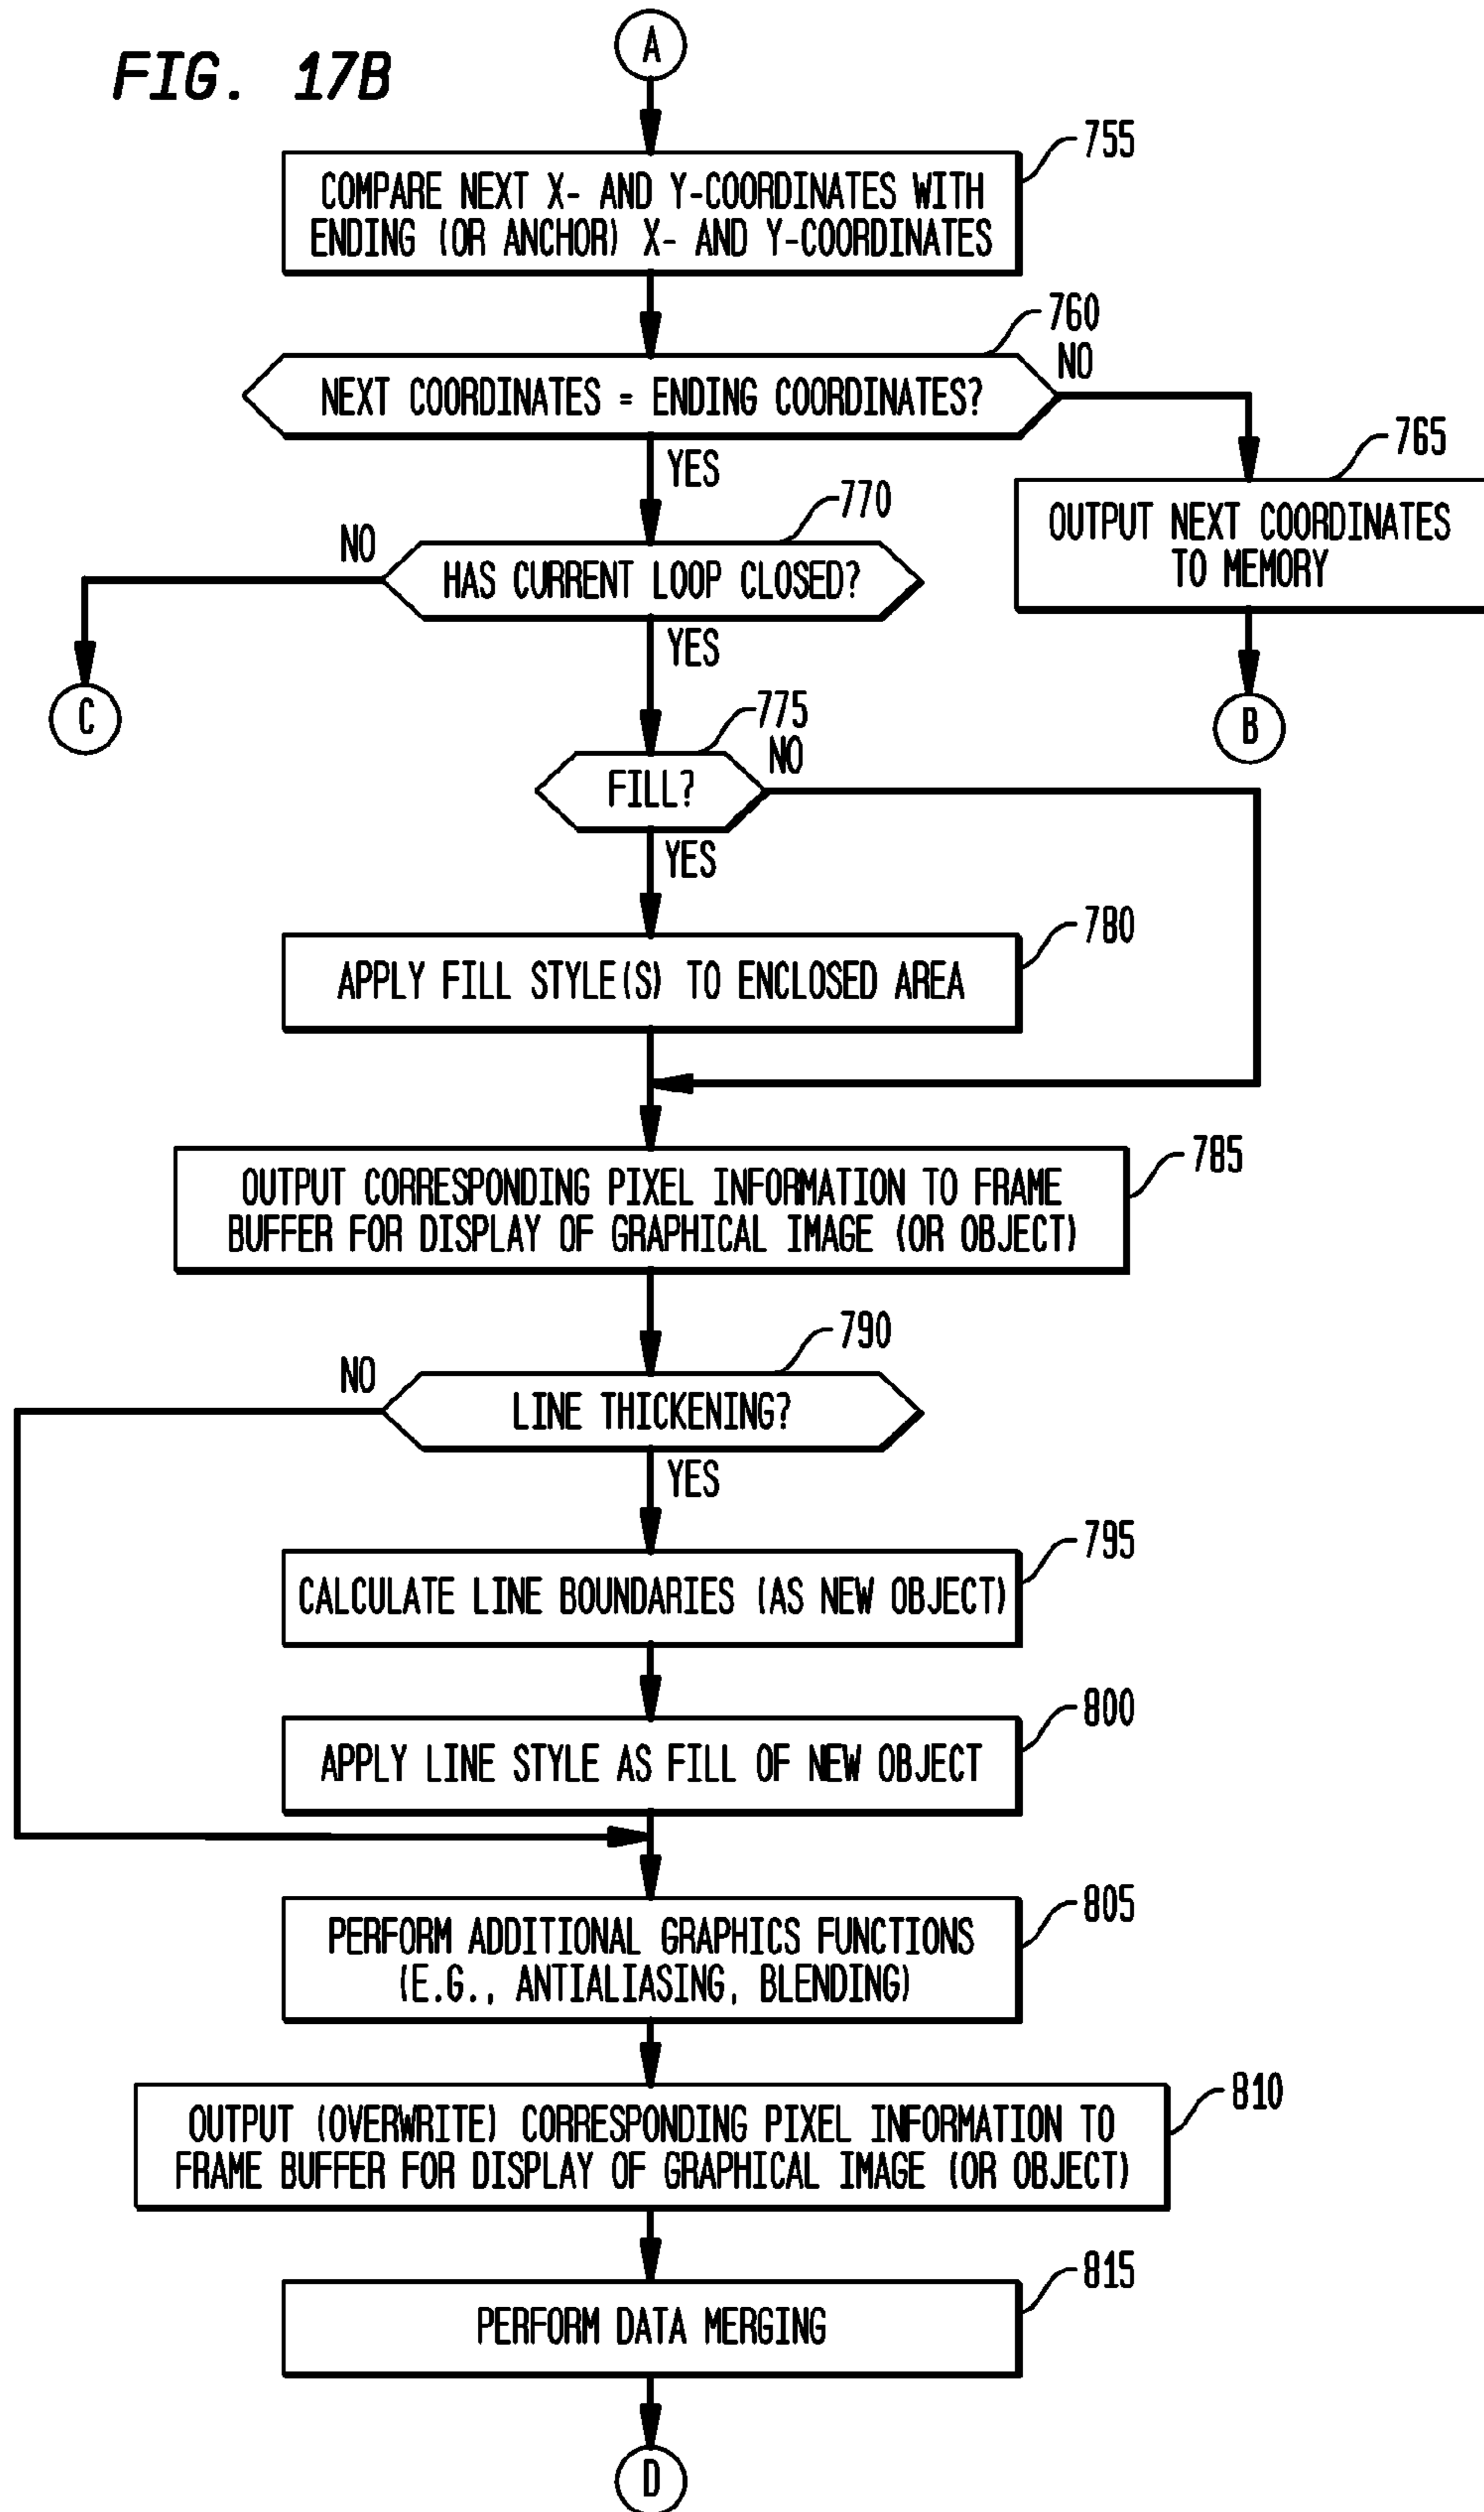 FIG. 17B
A
755
COMPARE NEXT X- AND Y-COORDINATES WITH
ENDING (OR ANCHOR) X- AND Y-COORDINATES
760
NEXT COORDINATES = ENDING COORDINATES?
NO
YES
765
OUTPUT NEXT COORDINATES
TO MEMORY
B
770
NO
HAS CURRENT LOOP CLOSED?
YES
C
775
NO
FILL?
YES
780
APPLY FILL STYLE(S) TO ENCLOSED AREA
785
OUTPUT CORRESPONDING PIXEL INFORMATION TO FRAME
BUFFER FOR DISPLAY OF GRAPHICAL IMAGE (OR OBJECT)
790
NO
LINE THICKENING?
YES
795
CALCULATE LINE BOUNDARIES (AS NEW OBJECT)
800
APPLY LINE STYLE AS FILL OF NEW OBJECT
805
PERFORM ADDITIONAL GRAPHICS FUNCTIONS
(E.G., ANTIALIASING, BLENDING)
810
OUTPUT (OVERWRITE) CORRESPONDING PIXEL INFORMATION TO
FRAME BUFFER FOR DISPLAY OF GRAPHICAL IMAGE (OR OBJECT)
815
PERFORM DATA MERGING
D